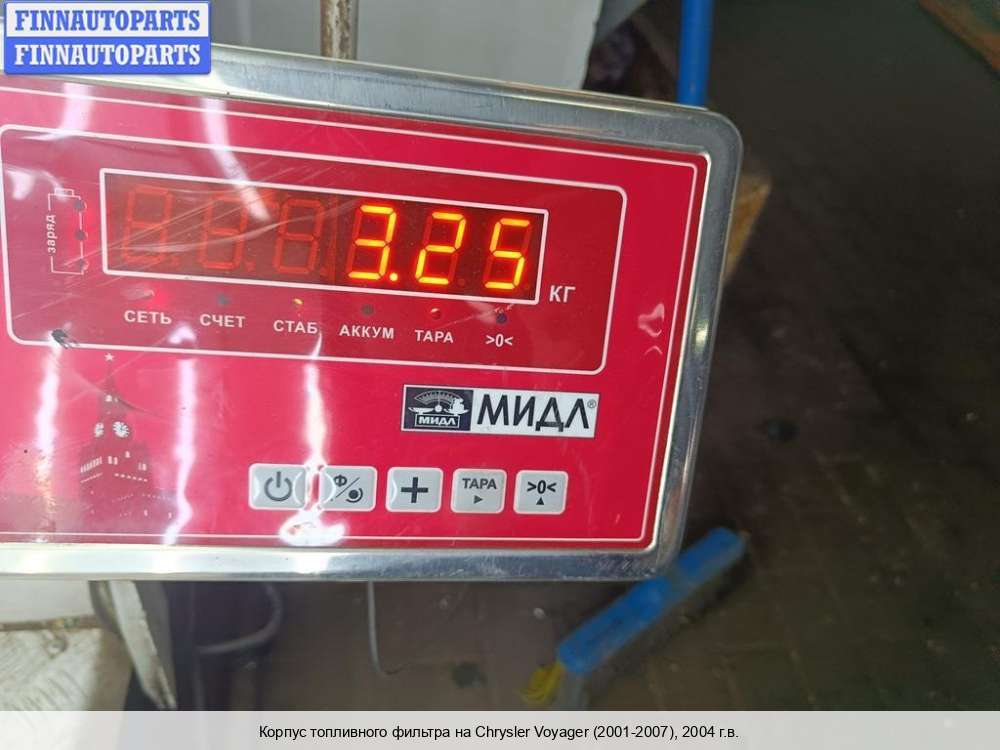 FINNAUTOPARTS
FINNAUTOPARTS
заряд
3.25
КГ
СЕТЬ СЧЕТ СТАБ АККУМ ТАРА >0<
МИДЛ МИДЛ®
Ф + ТАРА >0<
Корпус топливного фильтра на Chrysler Voyager (2001-2007), 2004 г.в.